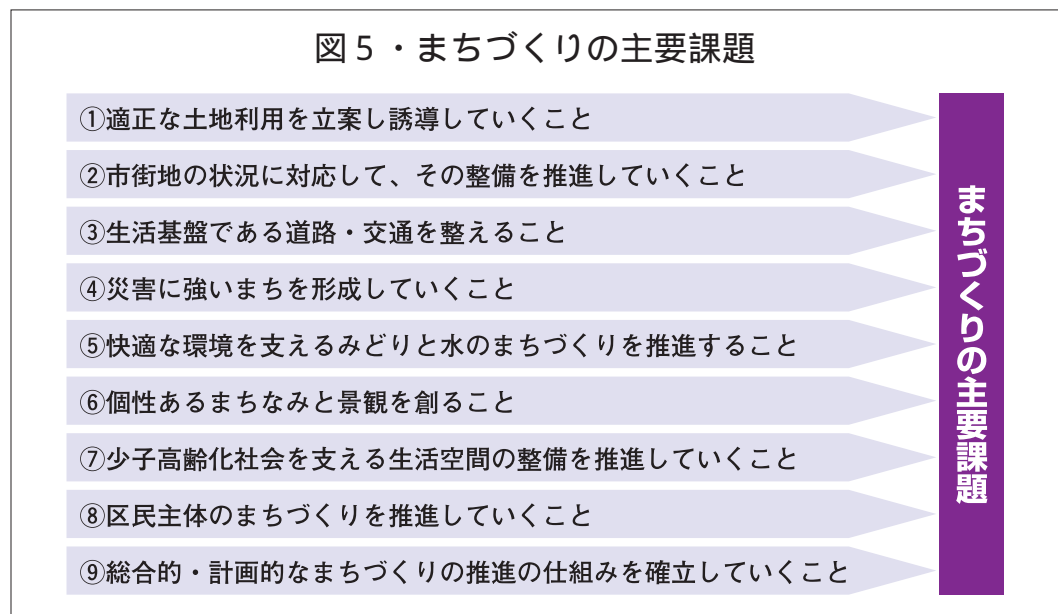 図5・まちづくりの主要課題
①適正な土地利用を立案し誘導していくこと
②市街地の状況に対応して、その整備を推進していくこと
③生活基盤である道路・交通を整えること
④災害に強いまちを形成していくこと
⑤快適な環境を支えるみどりと水のまちづくりを推進すること
⑥個性あるまちなみと景観を創ること
⑦少子高齢化社会を支える生活空間の整備を推進していくこと
⑧区民主体のまちづくりを推進していくこと
⑨総合的・計画的なまちづくりの推進の仕組みを確立していくこと
まちづくりの主要課題